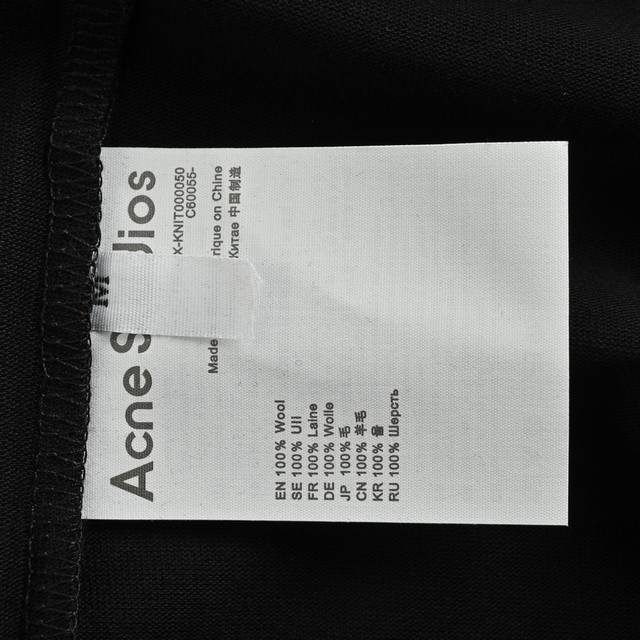 Acne S dios
M
X-KNIT000050
C60055-
Made
rique on Chine
Китае 中国制造
EN 100% Wool
SE 100% Ull
FR 100% Laine
DE 100% Wolle
JP 100% 毛
CN 100% 羊毛
KR 100% 울
RU 100% Шерсть